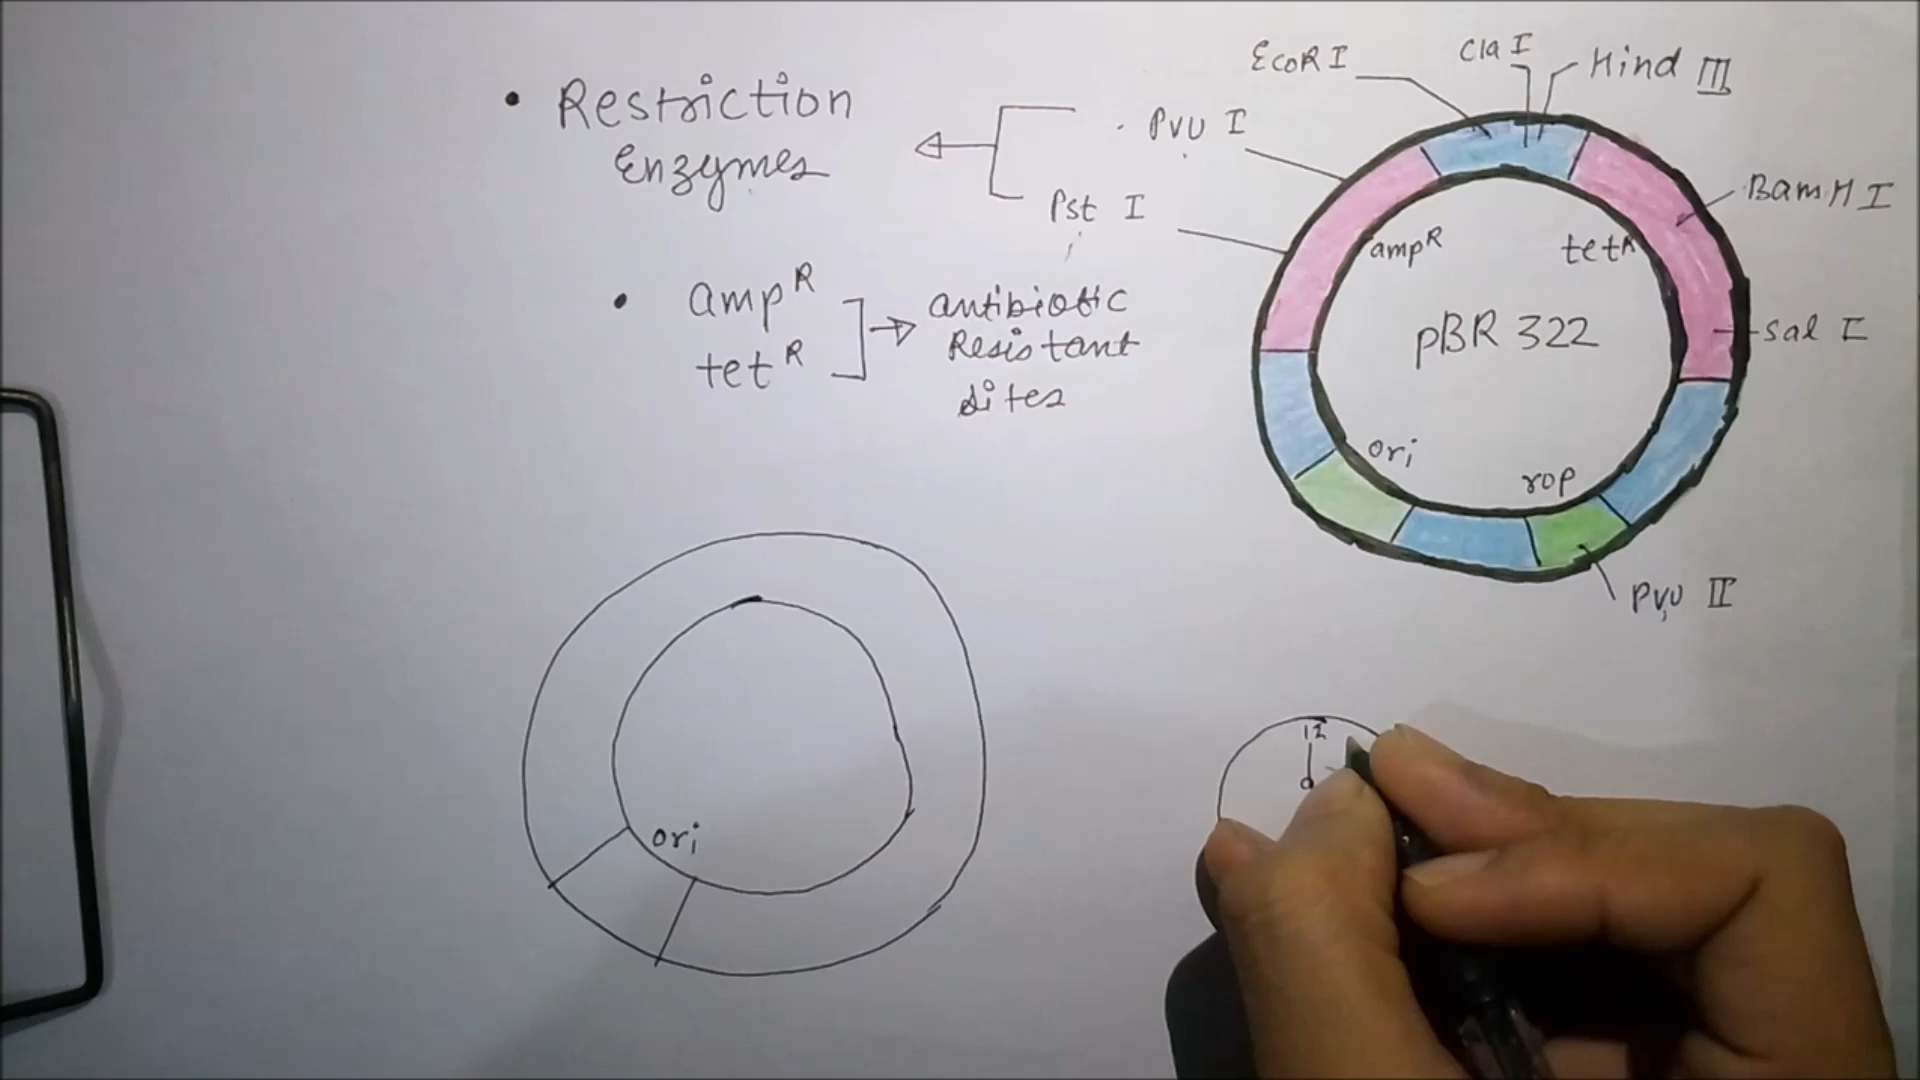 • Restriction
Enzymes
• amp^R
tet^R
antibiotic
Resistant
sites
EcoR I
Cla I
Hind III
Pvu I
Pst I
BamH I
Sal I
amp^R
tet^R
pBR 322
ori
rop
Pvu II
ori
12